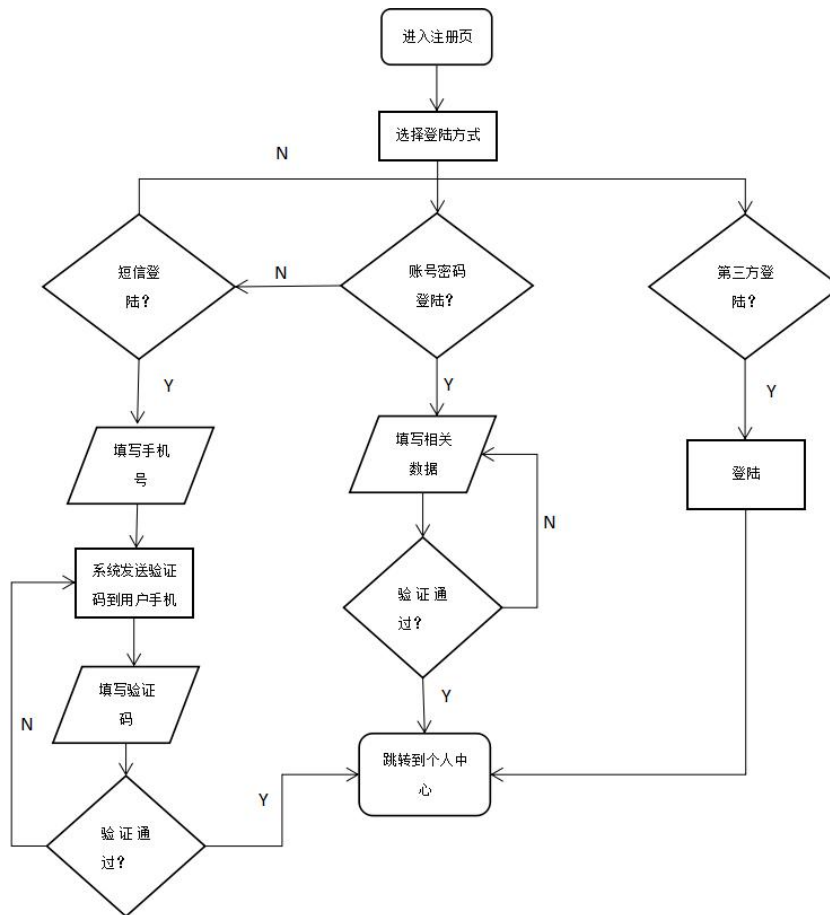 进入注册页
选择登陆方式
N
短信登
陆?
N
账号密码
登陆?
第三方登
陆?
Y
Y
Y
填写手机
号
填写相关
数据
登陆
N
系统发送验证
码到用户手机
验证通
过?
填写验证
码
N
Y
跳转到个人中
心
Y
验证通
过?